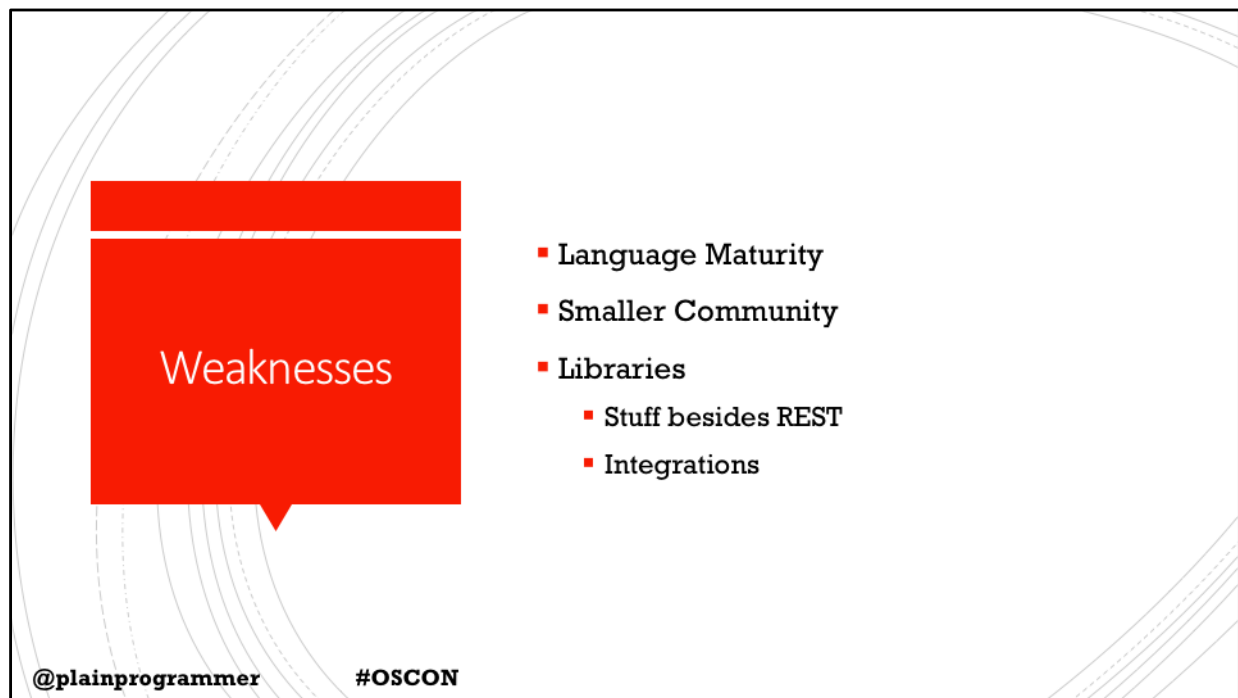 Weaknesses
Language Maturity
Smaller Community
Libraries
Stuff besides REST
Integrations
@plainprogrammer #OSCON